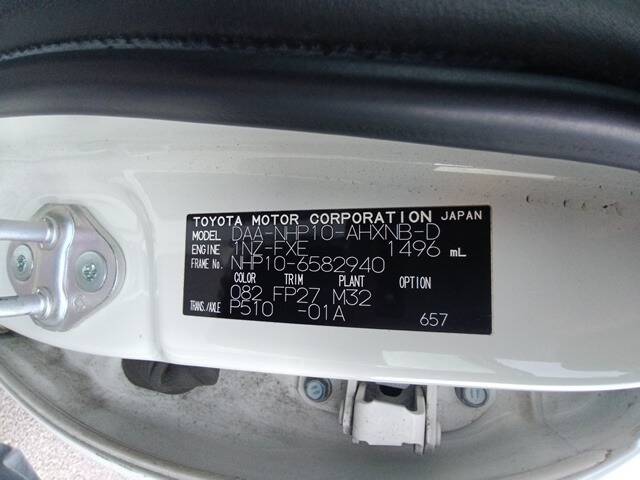 TOYOTA MOTOR CORPORATION JAPAN
MODEL DAA-NHP10-AHXNB-D
ENGINE 1NZ-FXE 1496 mL
FRAME No. NHP10-6582940
COLOR TRIM PLANT OPTION
082 FP27 M32
TRANS./AXLE P510 -01A
657